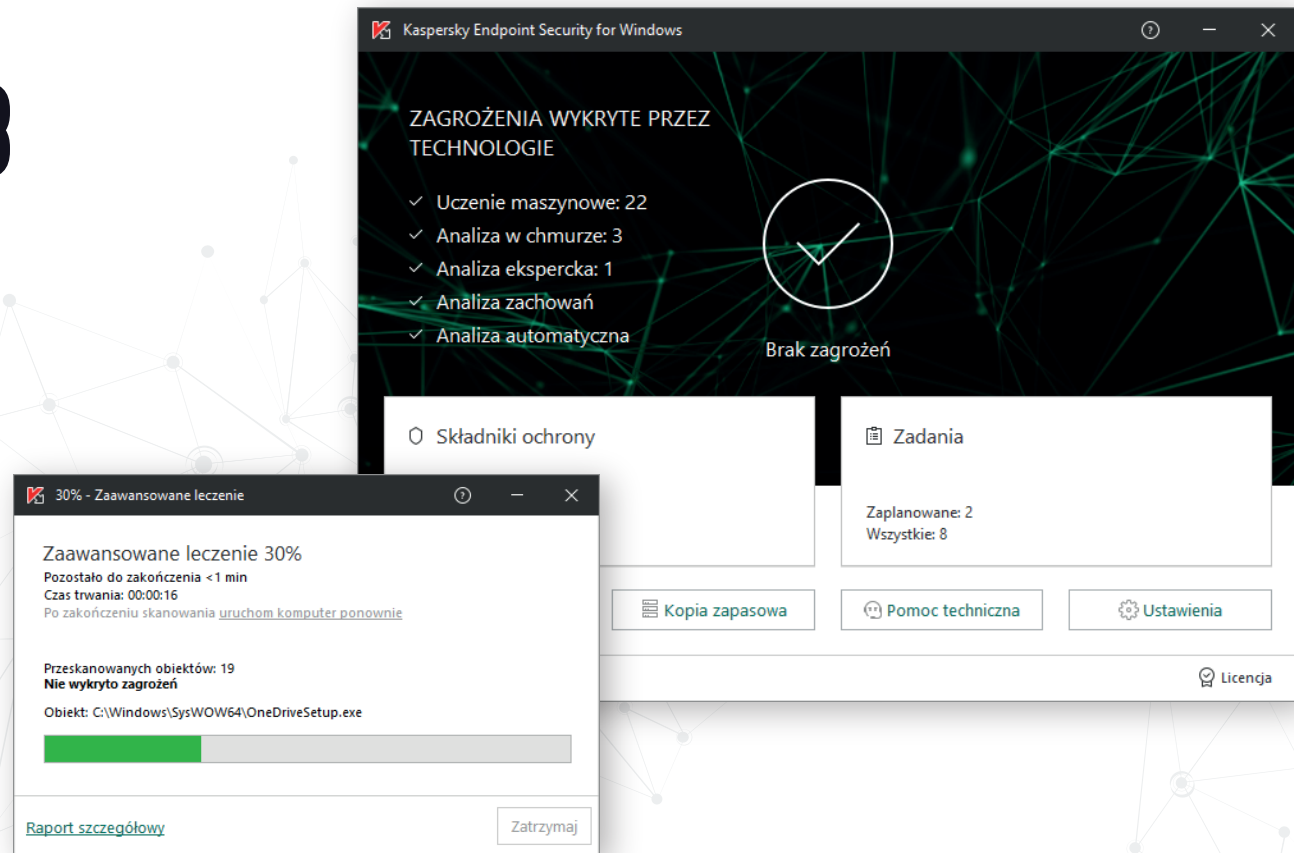 Kaspersky Endpoint Security for Windows
ZAGROŻENIA WYKRYTE PRZEZ
TECHNOLOGIE
Uczenie maszynowe: 22
Analiza w chmurze: 3
Analiza ekspercka: 1
Analiza zachowań
Analiza automatyczna
Brak zagrożeń
Składniki ochrony
Zadania
Zaplanowane: 2
Wszystkie: 8
Kopia zapasowa
Pomoc techniczna
Ustawienia
Licencja
30% - Zaawansowane leczenie
Zaawansowane leczenie 30%
Pozostało do zakończenia <1 min
Czas trwania: 00:00:16
Po zakończeniu skanowania uruchom komputer ponownie
Przeskanowanych obiektów: 19
Nie wykryto zagrożeń
Obiekt: C:\Windows\SysWOW64\OneDriveSetup.exe
Raport szczegółowy
Zatrzymaj